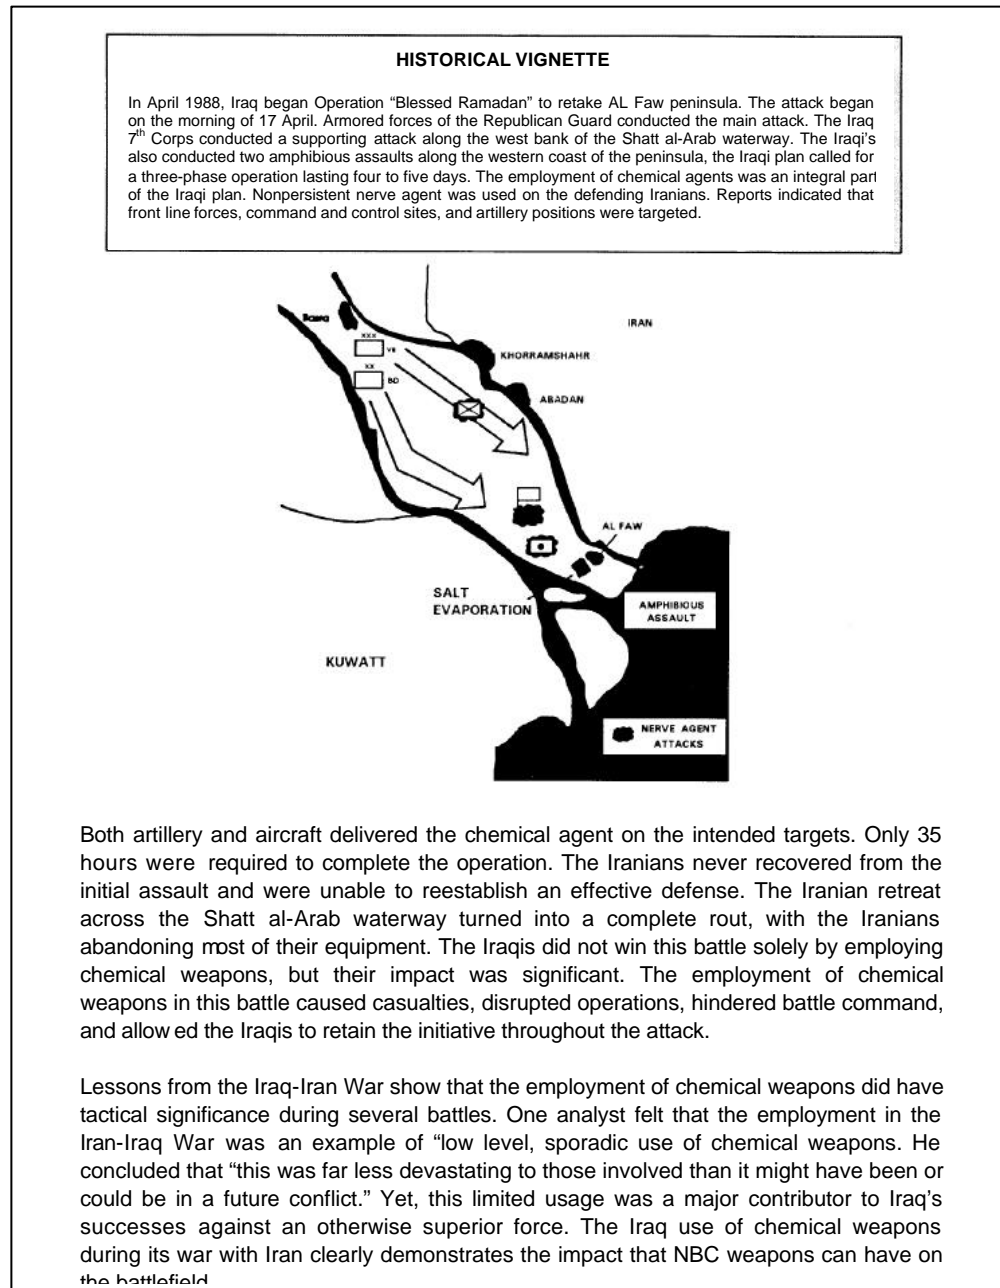 HISTORICAL VIGNETTE
In April 1988, Iraq began Operation “Blessed Ramadan” to retake AL Faw peninsula. The attack began
on the morning of 17 April. Armored forces of the Republican Guard conducted the main attack. The Iraq
7th Corps conducted a supporting attack along the west bank of the Shatt al-Arab waterway. The Iraqi’s
also conducted two amphibious assaults along the western coast of the peninsula, the Iraqi plan called for
a three-phase operation lasting four to five days. The employment of chemical agents was an integral part
of the Iraqi plan. Nonpersistent nerve agent was used on the defending Iranians. Reports indicated that
front line forces, command and control sites, and artillery positions were targeted.
Basra
IRAN
XXX
KHORRAMSHAHR
XX
ABADAN
AL FAW
SALT
EVAPORATION
AMPHIBIOUS
ASSAULT
KUWATT
NERVE AGENT
ATTACKS
Both artillery and aircraft delivered the chemical agent on the intended targets. Only 35
hours were required to complete the operation. The Iranians never recovered from the
initial assault and were unable to reestablish an effective defense. The Iranian retreat
across the Shatt al-Arab waterway turned into a complete rout, with the Iranians
abandoning most of their equipment. The Iraqis did not win this battle solely by employing
chemical weapons, but their impact was significant. The employment of chemical
weapons in this battle caused casualties, disrupted operations, hindered battle command,
and allow ed the Iraqis to retain the initiative throughout the attack.
Lessons from the Iraq-Iran War show that the employment of chemical weapons did have
tactical significance during several battles. One analyst felt that the employment in the
Iran-Iraq War was an example of “low level, sporadic use of chemical weapons. He
concluded that “this was far less devastating to those involved than it might have been or
could be in a future conflict.” Yet, this limited usage was a major contributor to Iraq’s
successes against an otherwise superior force. The Iraq use of chemical weapons
during its war with Iran clearly demonstrates the impact that NBC weapons can have on
the battlefield